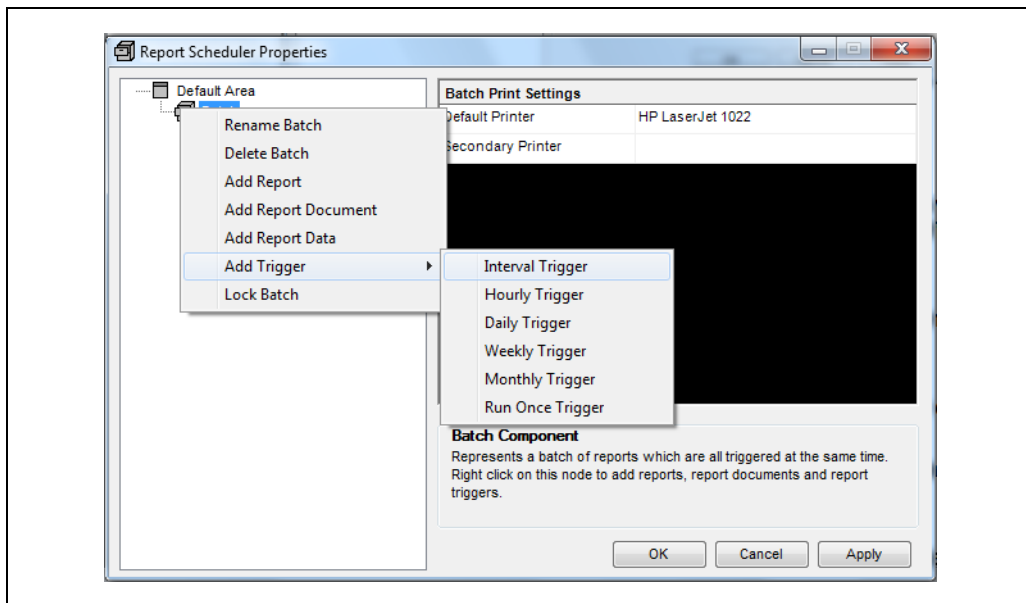 Report Scheduler Properties
Default Area
Rename Batch
Delete Batch
Add Report
Add Report Document
Add Report Data
Add Trigger
Lock Batch
Interval Trigger
Hourly Trigger
Daily Trigger
Weekly Trigger
Monthly Trigger
Run Once Trigger
Batch Print Settings
Default Printer HP LaserJet 1022
Secondary Printer
Batch Component
Represents a batch of reports which are all triggered at the same time.
Right click on this node to add reports, report documents and report
triggers.
OK Cancel Apply